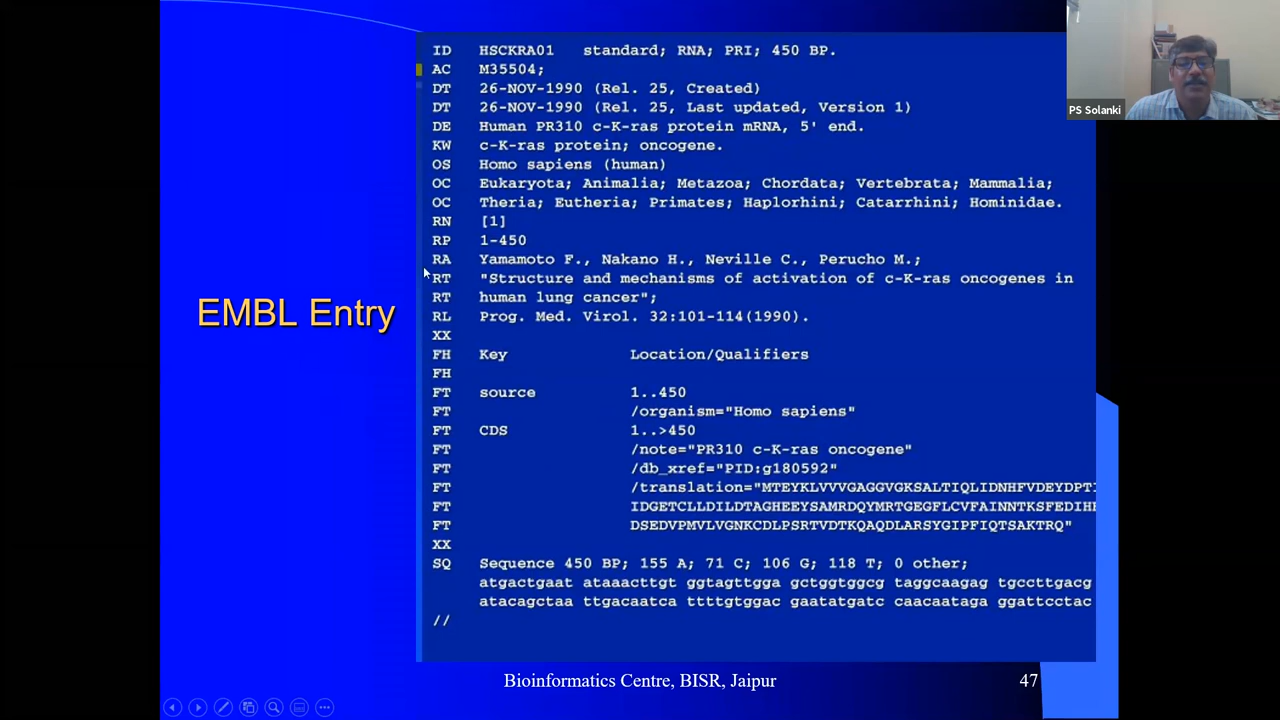 PS Solanki
EMBL Entry
ID HSCKRA01 standard; RNA; PRI; 450 BP.
AC M35504;
DT 26-NOV-1990 (Rel. 25, Created)
DT 26-NOV-1990 (Rel. 25, Last updated, Version 1)
DE Human PR310 c-K-ras protein mRNA, 5' end.
KW c-K-ras protein; oncogene.
OS Homo sapiens (human)
OC Eukaryota; Animalia; Metazoa; Chordata; Vertebrata; Mammalia;
OC Theria; Eutheria; Primates; Haplorhini; Catarrhini; Hominidae.
RN [1]
RP 1-450
RA Yamamoto F., Nakano H., Neville C., Perucho M.;
RT "Structure and mechanisms of activation of c-K-ras oncogenes in
RT human lung cancer";
RL Prog. Med. Virol. 32:101-114(1990).
XX
FH Key Location/Qualifiers
FH
FT source 1..450
FT /organism="Homo sapiens"
FT CDS 1..>450
FT /note="PR310 c-K-ras oncogene"
FT /db_xref="PID:g180592"
FT /translation="MTEYKLVVVGAGGVGKSALTIQLIDNHFVDEYDPTI
FT IDGETCLLDILDTAGHEEYSAMRDQYMRTGEGFLCVFAINNTKSFEDIHH
FT DSEDVPMVLVGNKCDLPSRTVDTKQAQDLARSYGIPFIQTSAKTRQ"
XX
SQ Sequence 450 BP; 155 A; 71 C; 106 G; 118 T; 0 other;
atgactgaat ataaacttgt ggtagttgga gctggtggcg taggcaagag tgccttgacg
atacagctaa ttgacaatca ttttgtggac gaatatgatc caacaataga ggattcctac
//
Bioinformatics Centre, BISR, Jaipur
47